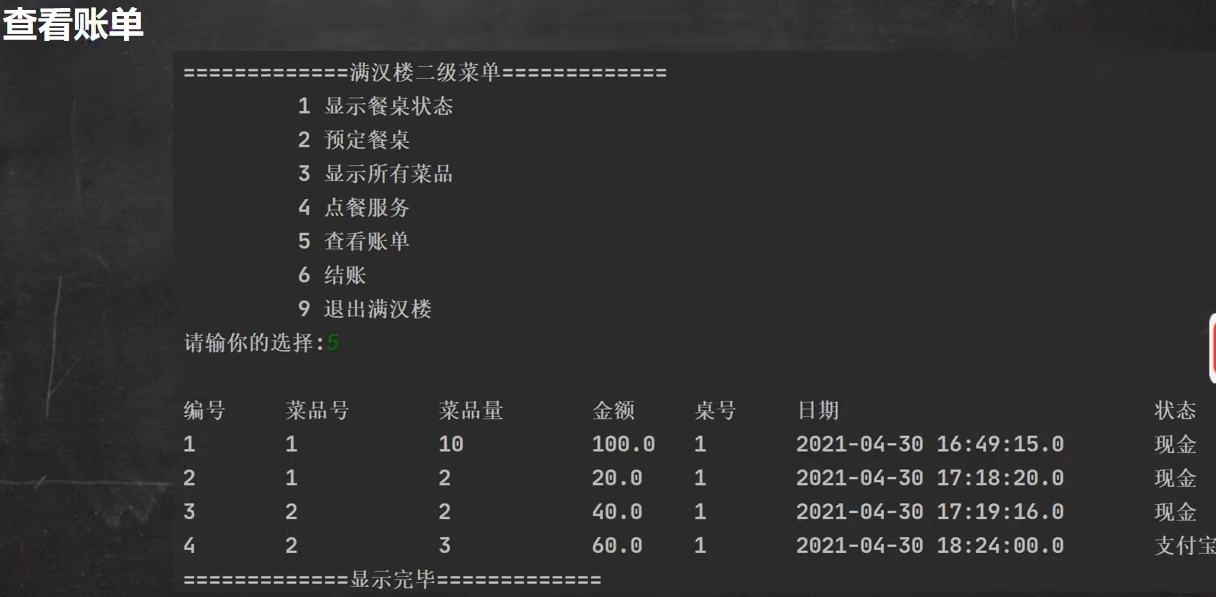 查看账单
=============满汉楼二级菜单=============
1 显示餐桌状态
2 预定餐桌
3 显示所有菜品
4 点餐服务
5 查看账单
6 结账
9 退出满汉楼
请输你的选择:5
编号 菜品号 菜品量 金额 桌号 日期 状态
1 1 10 100.0 1 2021-04-30 16:49:15.0 现金
2 1 2 20.0 1 2021-04-30 17:18:20.0 现金
3 2 2 40.0 1 2021-04-30 17:19:16.0 现金
4 2 3 60.0 1 2021-04-30 18:24:00.0 支付宝
=============显示完毕=============